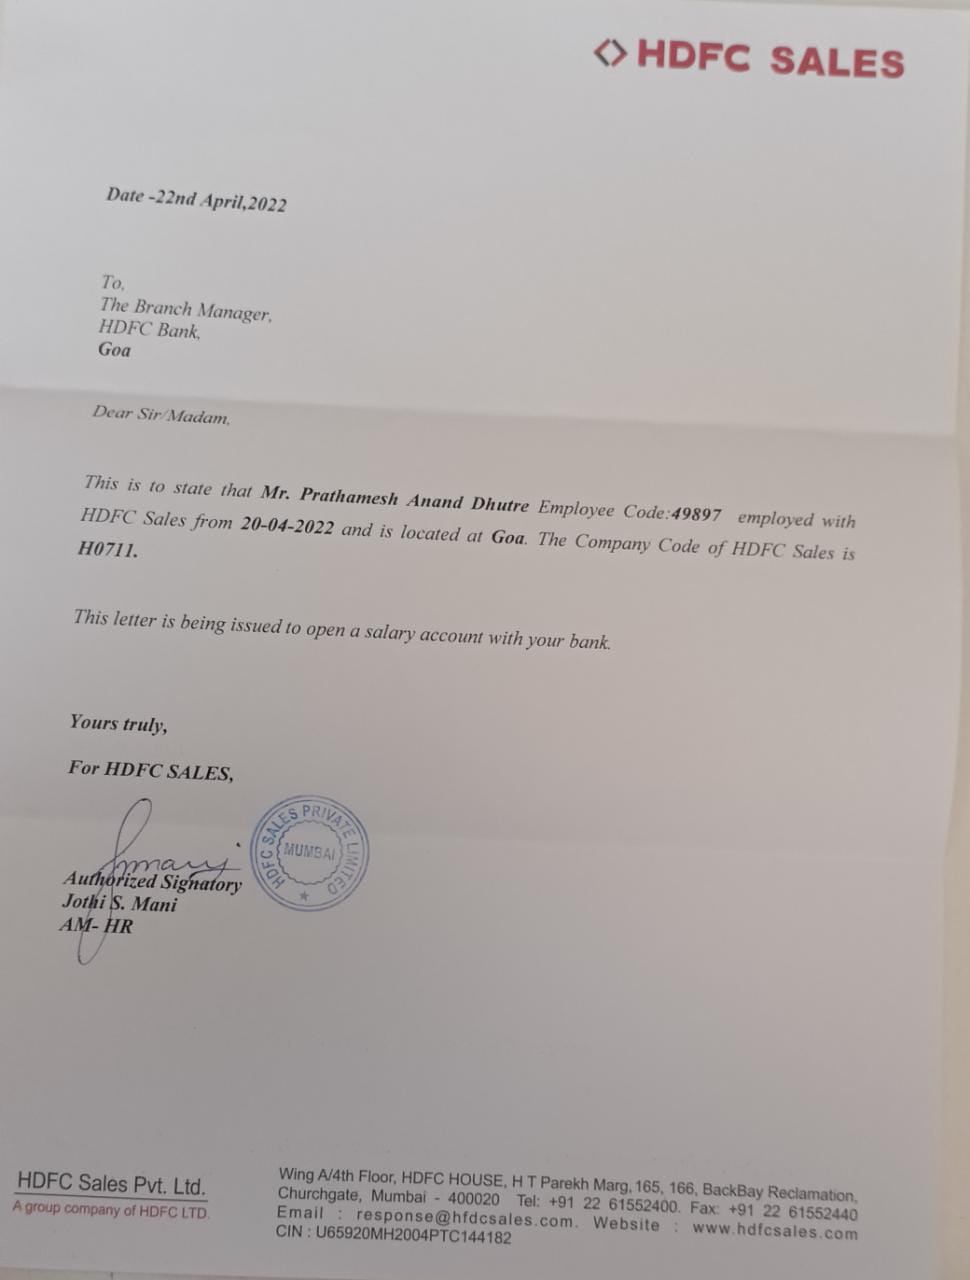 HDFC SALES
Date -22nd April,2022
To,
The Branch Manager,
HDFC Bank,
Goa
Dear Sir/Madam,
This is to state that Mr. Prathamesh Anand Dhutre Employee Code:49897 employed with
HDFC Sales from 20-04-2022 and is located at Goa. The Company Code of HDFC Sales is
H0711.
This letter is being issued to open a salary account with your bank.
Yours truly,
For HDFC SALES,
HDFC SALES PRIVATE LIMITED
MUMBAI
Authorized Signatory
Jothi S. Mani
AM- HR
HDFC Sales Pvt. Ltd.
A group company of HDFC LTD.
Wing A/4th Floor, HDFC HOUSE, H T Parekh Marg, 165, 166, BackBay Reclamation,
Churchgate, Mumbai - 400020 Tel: +91 22 61552400. Fax: +91 22 61552440
Email : response@hfdcsales.com. Website : www.hdfcsales.com
CIN : U65920MH2004PTC144182